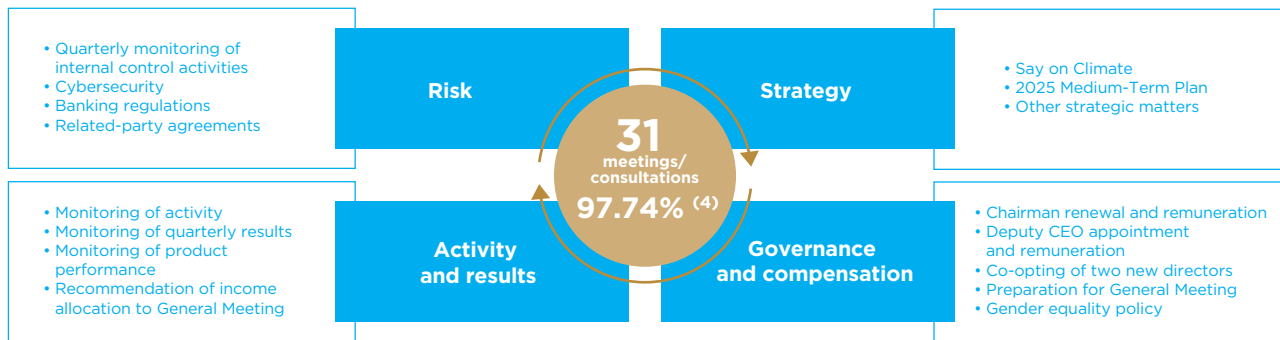 • Quarterly monitoring of
internal control activities
• Cybersecurity
• Banking regulations
• Related-party agreements
Risk
Strategy
• Say on Climate
• 2025 Medium-Term Plan
• Other strategic matters
31
meetings/
consultations
97.74% (4)
• Monitoring of activity
• Monitoring of quarterly results
• Monitoring of product
performance
• Recommendation of income
allocation to General Meeting
Activity
and results
Governance
and compensation
• Chairman renewal and remuneration
• Deputy CEO appointment
and remuneration
• Co-opting of two new directors
• Preparation for General Meeting
• Gender equality policy